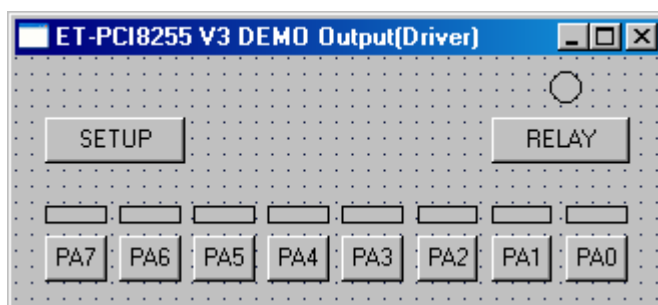 ET-PCI8255 V3 DEMO Output(Driver)
SETUP RELAY
PA7 PA6 PA5 PA4 PA3 PA2 PA1 PA0